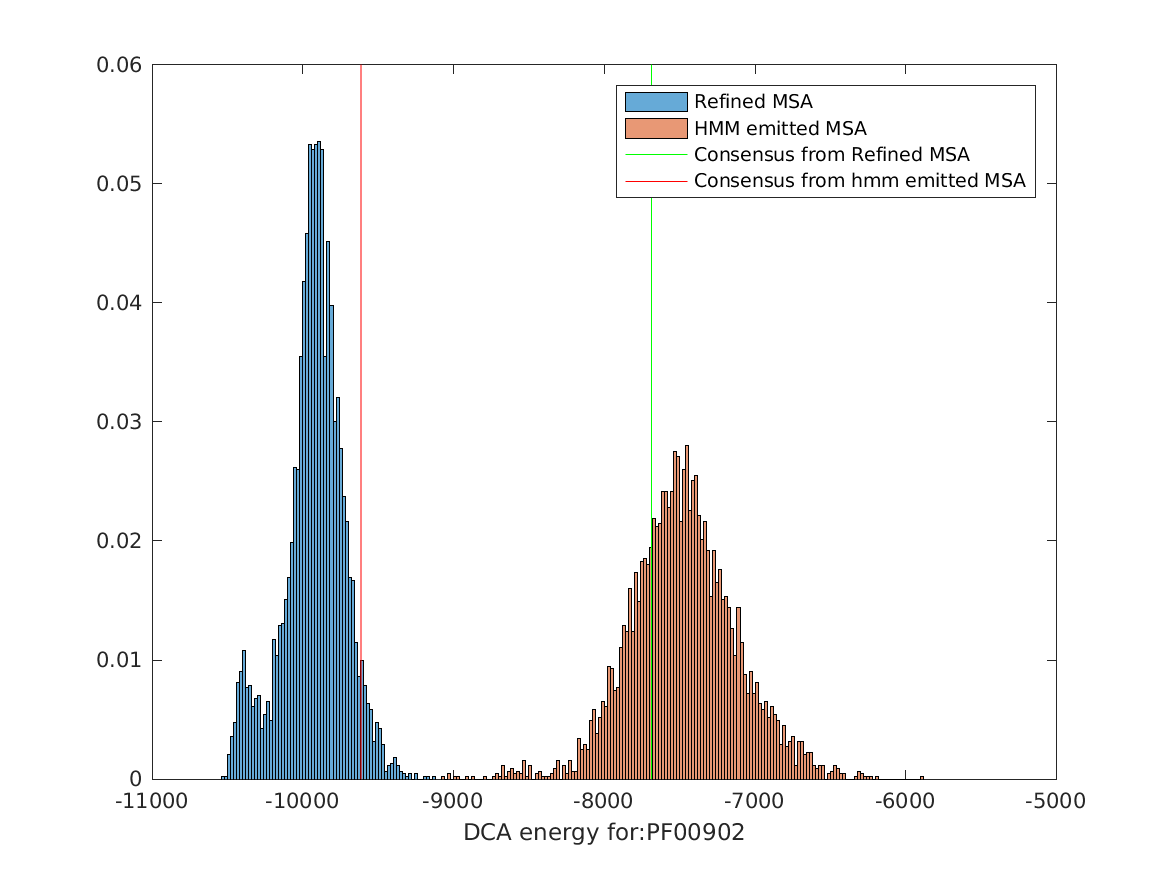 0.06
0.05
0.04
0.03
0.02
0.01
0
Refined MSA
HMM emitted MSA
Consensus from Refined MSA
Consensus from hmm emitted MSA
-11000 -10000 -9000 -8000 -7000 -6000 -5000
DCA energy for:PF00902